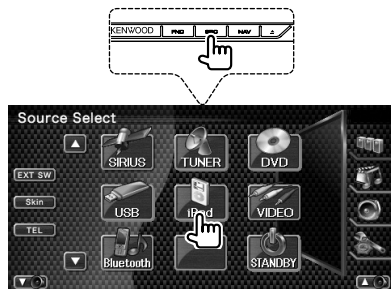 KENWOOD FNC SRC NAV
Source Select
SIRIUS TUNER DVD
EXT SW
Skin
USB iPod VIDEO
TEL
Bluetooth STANDBY